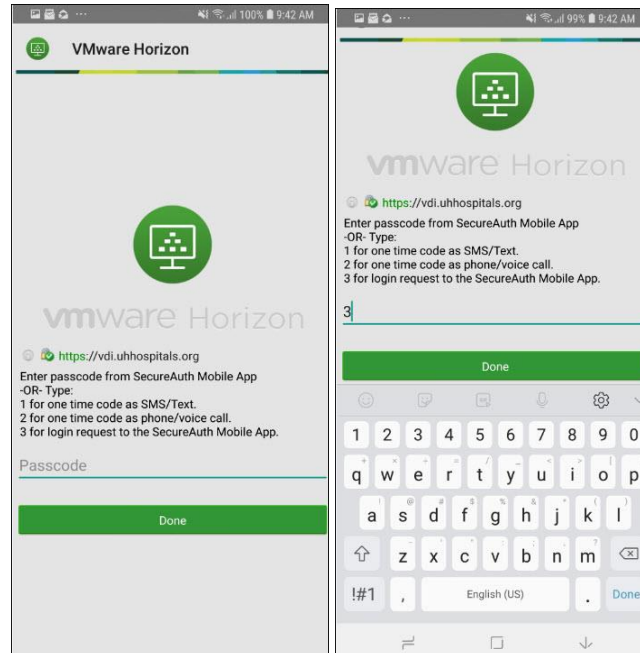 100% 9:42 AM
VMware Horizon
vmware Horizon
https://vdi.uhhospitals.org
Enter passcode from SecureAuth Mobile App
-OR- Type:
1 for one time code as SMS/Text.
2 for one time code as phone/voice call.
3 for login request to the SecureAuth Mobile App.
Passcode
Done
99% 9:42 AM
vmware Horizon
https://vdi.uhhospitals.org
Enter passcode from SecureAuth Mobile App
-OR- Type:
1 for one time code as SMS/Text.
2 for one time code as phone/voice call.
3 for login request to the SecureAuth Mobile App.
3
Done
1 2 3 4 5 6 7 8 9 0
q w e r t y u i o p
a s d f g h j k l
z x c v b n m
!#1 , English (US) . Done